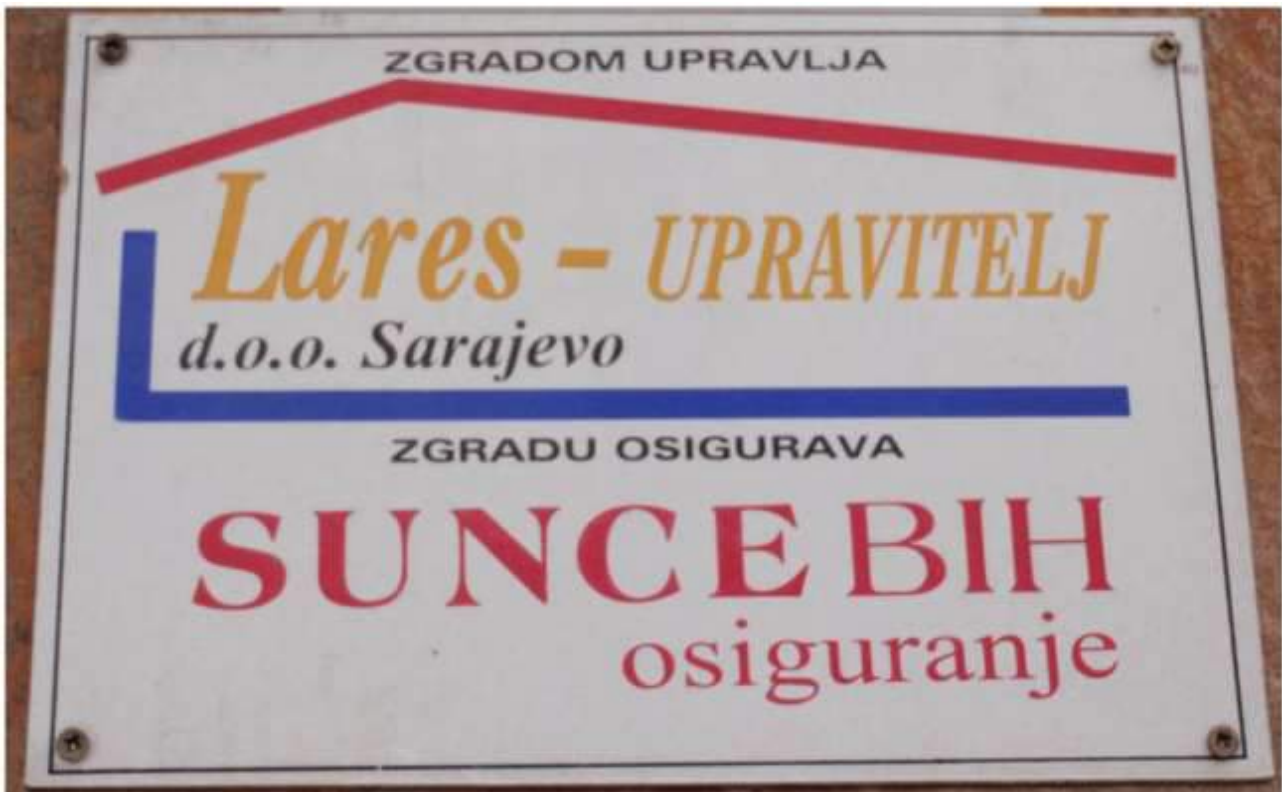 ZGRADOM UPRAVLJA
Lares - UPRAVITELJ
d.o.o. Sarajevo
ZGRADU OSIGURAVA
SUNCE BIH
osiguranje